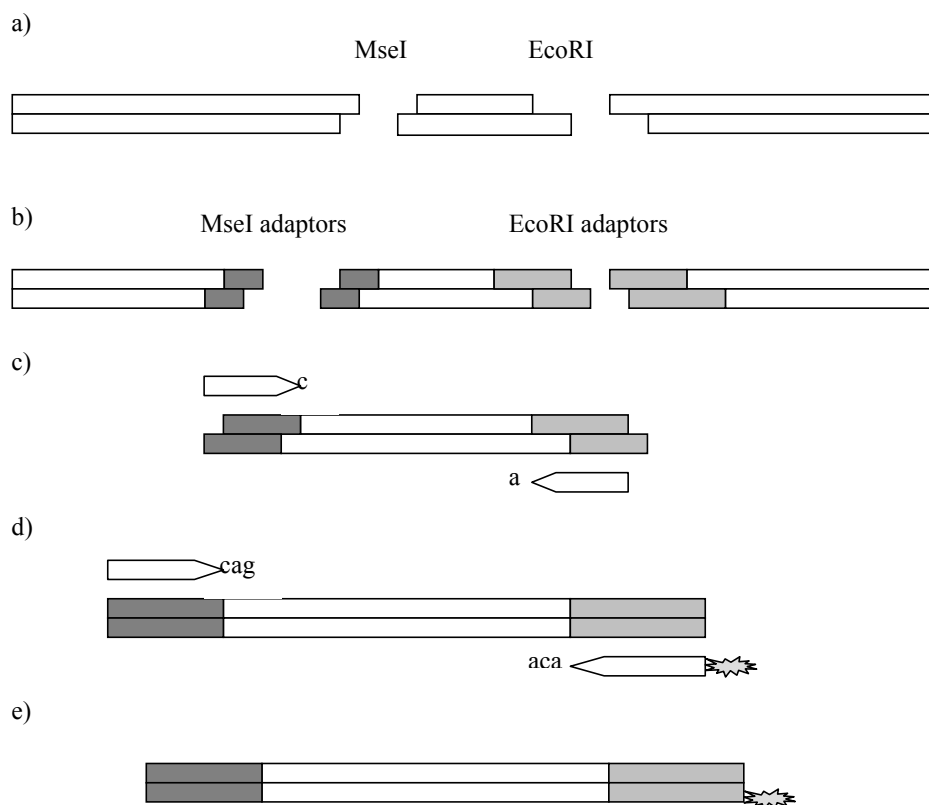 a)
MseI EcoRI
b)
MseI adaptors EcoRI adaptors
c)
c
a
d)
cag
aca
e)